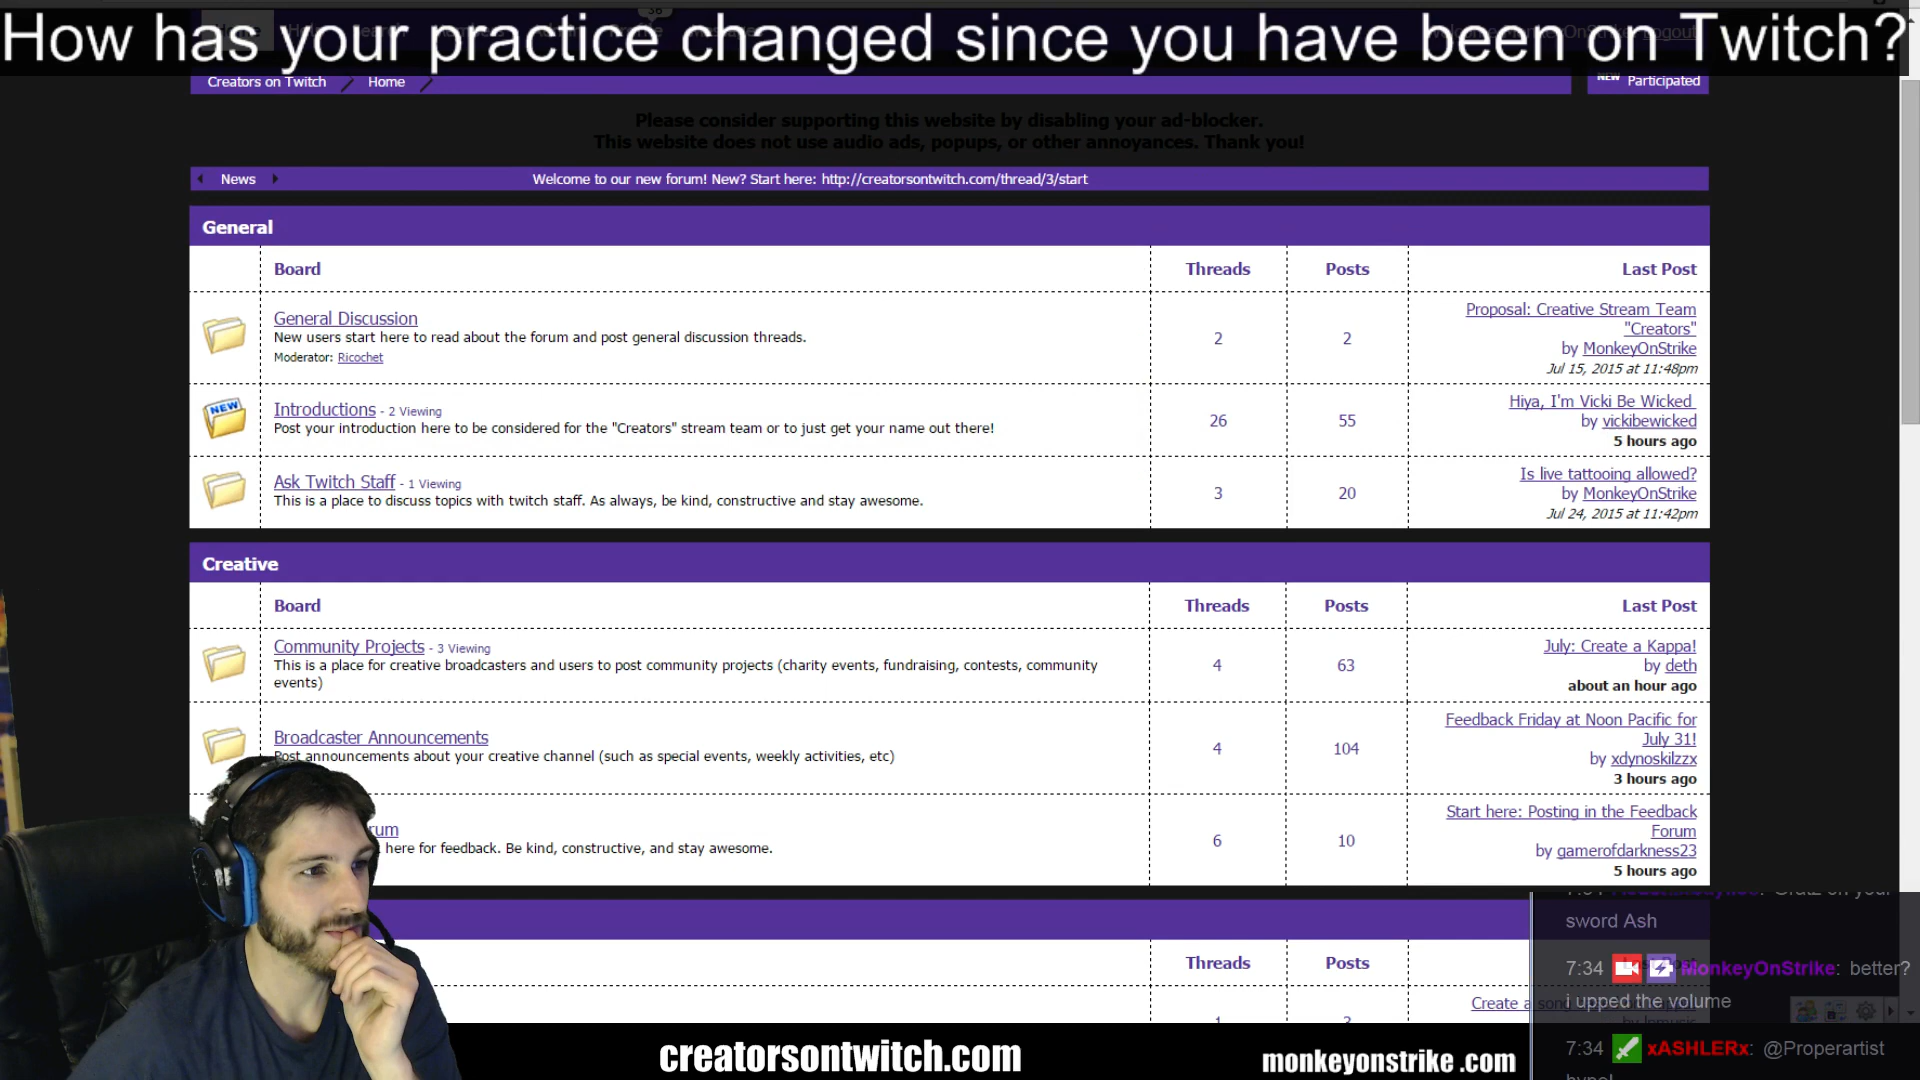 How has your practice changed since you have been on Twitch?
Creators on Twitch
Home
NEW Participated
Please consider supporting this website by disabling your ad-blocker.
This website does not use audio ads, popups, or other annoyances. Thank you!
News
Welcome to our new forum! New? Start here: http://creatorsontwitch.com/thread/3/start
General
Board Threads Posts Last Post
General Discussion
New users start here to read about the forum and post general discussion threads.
Moderator: Ricochet
2 2
Proposal: Creative Stream Team
"Creators"
by MonkeyOnStrike
Jul 15, 2015 at 11:48pm
NEW
Introductions - 2 Viewing
Post your introduction here to be considered for the "Creators" stream team or to just get your name out there!
26 55
Hiya, I'm Vicki Be Wicked
by vickibewicked
5 hours ago
Ask Twitch Staff - 1 Viewing
This is a place to discuss topics with twitch staff. As always, be kind, constructive and stay awesome.
3 20
Is live tattooing allowed?
by MonkeyOnStrike
Jul 24, 2015 at 11:42pm
Creative
Board Threads Posts Last Post
Community Projects - 3 Viewing
This is a place for creative broadcasters and users to post community projects (charity events, fundraising, contests, community
events)
4 63
July: Create a Kappa!
by deth
about an hour ago
Broadcaster Announcements
Post announcements about your creative channel (such as special events, weekly activities, etc)
4 104
Feedback Friday at Noon Pacific for
July 31!
by xdynoskilzzx
3 hours ago
rum
here for feedback. Be kind, constructive, and stay awesome.
6 10
Start here: Posting in the Feedback
Forum
by gamerofdarkness23
5 hours ago
Threads Posts
Create a
sword Ash
7:34 MonkeyOnStrike: better?
i upped the volume
7:34 xASHLERx: @Properartist
creatorsontwitch.com
monkeyonstrike .com